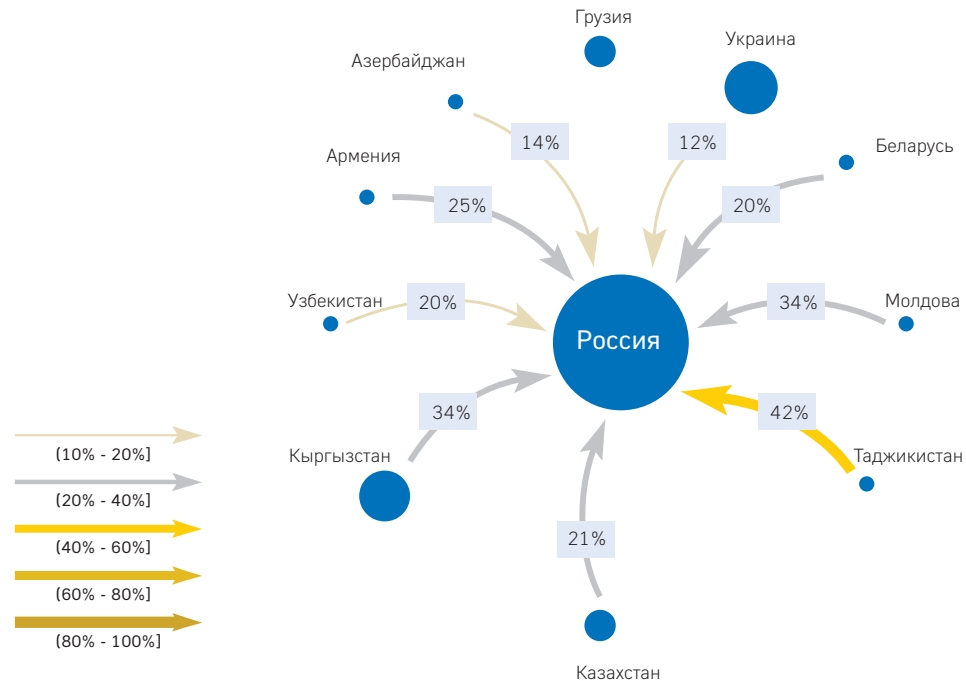 Грузия
Украина
Азербайджан
14%
12%
Беларусь
Армения
25%
20%
Узбекистан
20%
34%
Молдова
Россия
34%
42%
(10% - 20%]
Кыргызстан
Таджикистан
(20% - 40%]
21%
(40% - 60%]
(60% - 80%]
(80% - 100%]
Казахстан